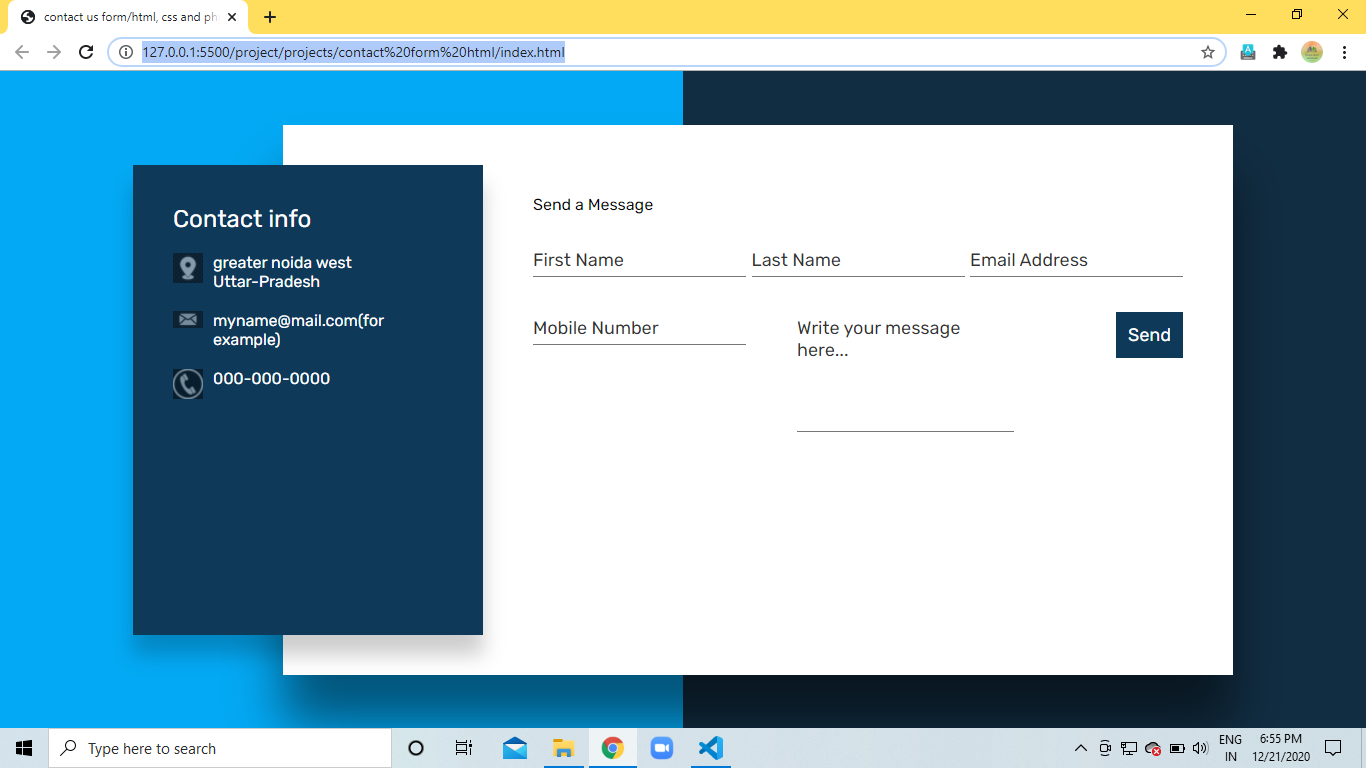 contact us form/html, css and ph
127.0.0.1:5500/project/projects/contact%20form%20html/index.html
Contact info
greater noida west
Uttar-Pradesh
myname@mail.com(for
example)
000-000-0000
Send a Message
First Name
Last Name
Email Address
Mobile Number
Write your message
here...
Send
Type here to search
ENG
IN
6:55 PM
12/21/2020